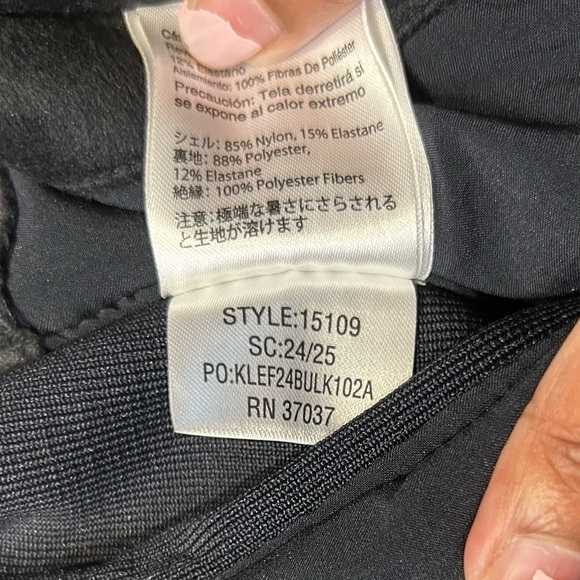 12% Elastano
Aislamiento: 100% Fibras De Poliéster
Precaución: Tela derretirá si
se expone al calor extremo
シェル: 85% Nylon, 15% Elastane
裏地: 88% Polyester,
12% Elastane
絶縁: 100% Polyester Fibers
注意: 極端な暑さにさらされる
と生地が溶けます
STYLE:15109
SC:24/25
PO:KLEF24BULK102A
RN 37037